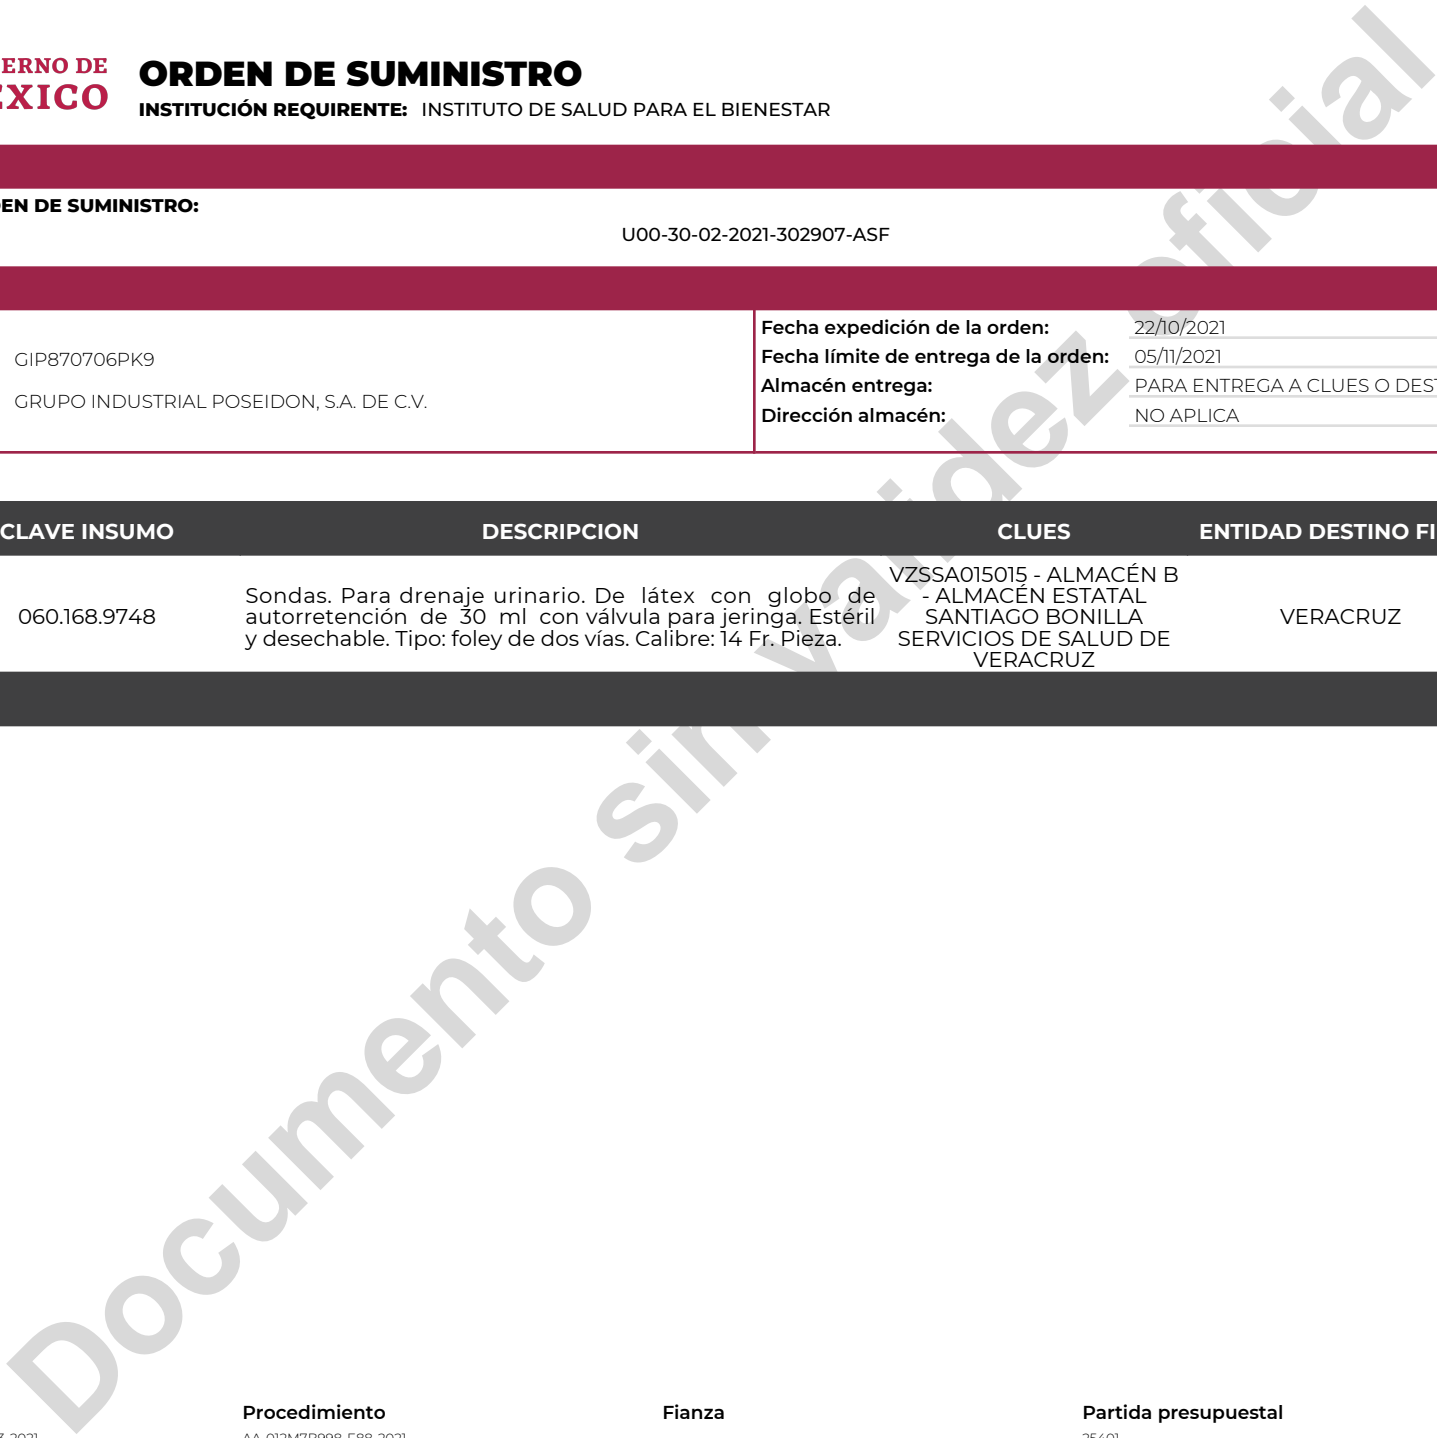 ERNO DE
ORDEN DE SUMINISTRO
EXICO
INSTITUCIÓN REQUIRENTE: INSTITUTO DE SALUD PARA EL BIENESTAR
EN DE SUMINISTRO:
U00-30-02-2021-302907-ASF
GIP870706PK9
GRUPO INDUSTRIAL POSEIDON, S.A. DE C.V.
Fecha expedición de la orden: 22/10/2021
Fecha límite de entrega de la orden: 05/11/2021
Almacén entrega: PARA ENTREGA A CLUES O DEST
Dirección almacén: NO APLICA
CLAVE INSUMO DESCRIPCION CLUES ENTIDAD DESTINO FI
060.168.9748
Sondas. Para drenaje urinario. De látex con globo de
autorretención de 30 ml con válvula para jeringa. Estéril
y desechable. Tipo: foley de dos vías. Calibre: 14 Fr. Pieza.
VZSSA015015 - ALMACÉN B
- ALMACÉN ESTATAL
SANTIAGO BONILLA
SERVICIOS DE SALUD DE
VERACRUZ
VERACRUZ
Documento sin validez oficial
Procedimiento Fianza Partida presupuestal